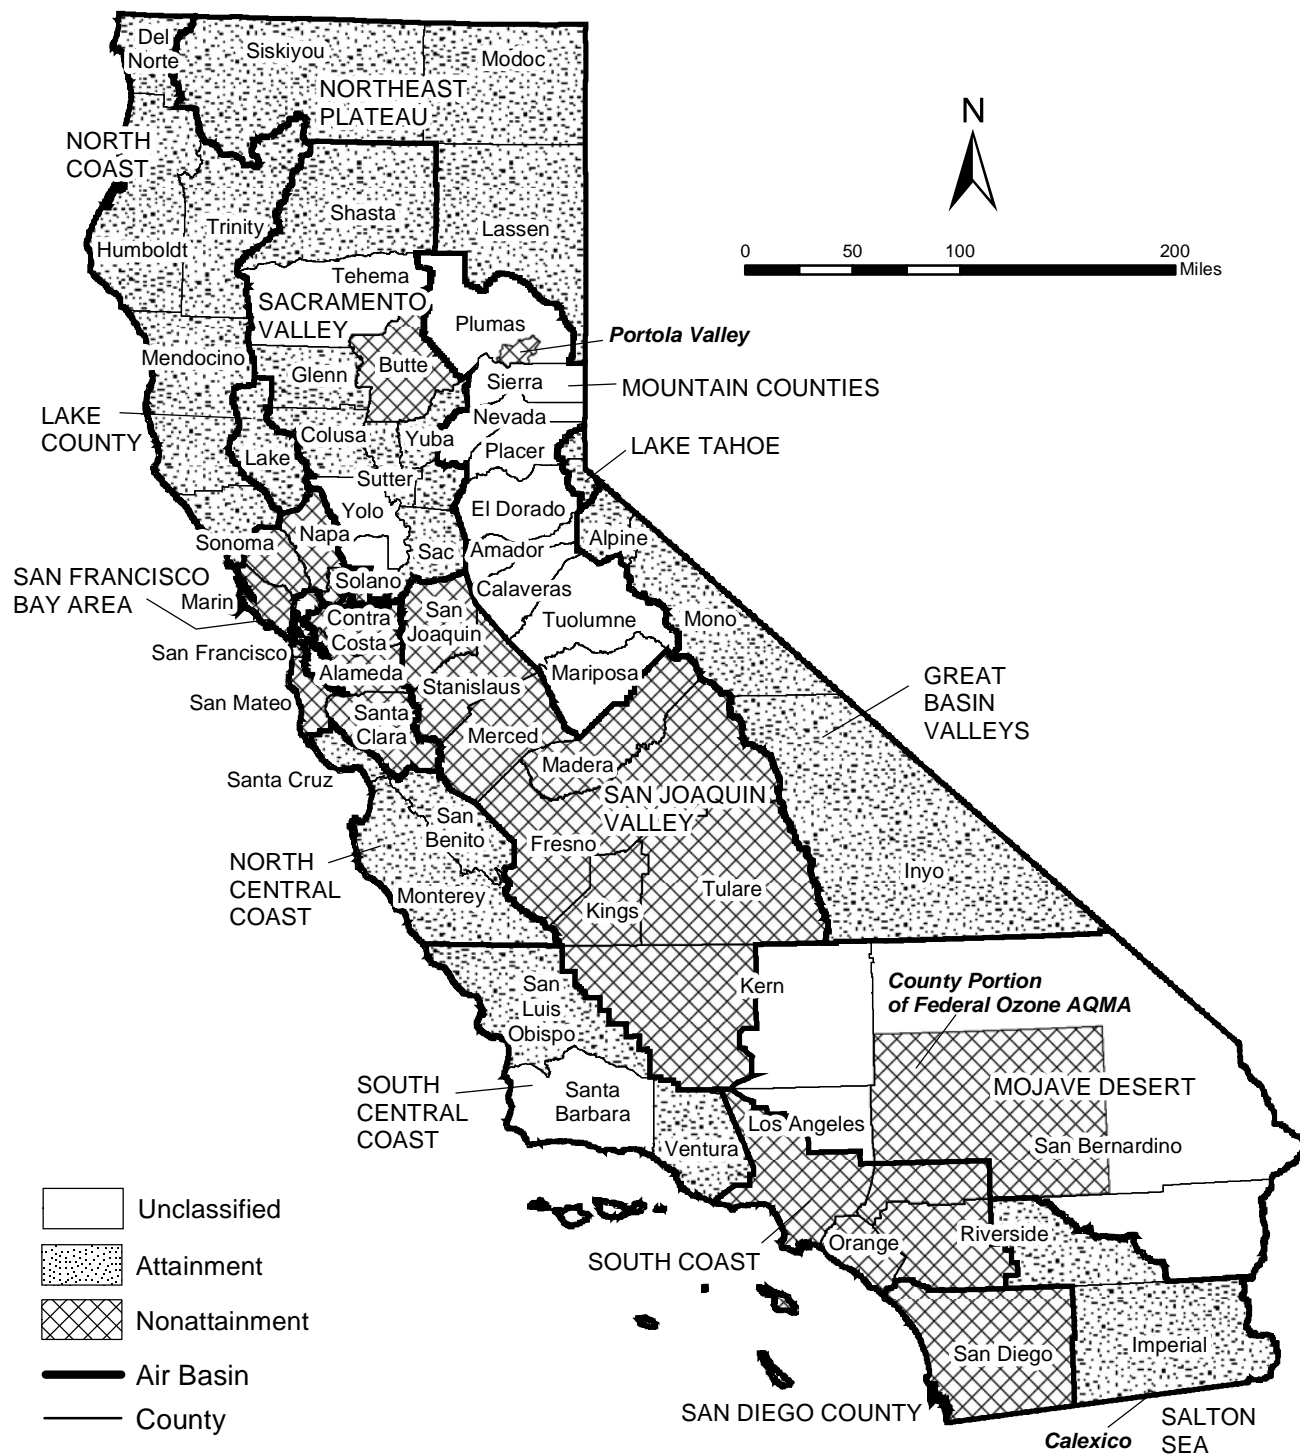 Del
Norte
Siskiyou
Modoc
NORTHEAST
PLATEAU
N
NORTH
COAST
Shasta
Trinity
Humboldt
Lassen
0
50
100
200
Miles
Tehema
SACRAMENTO
VALLEY
Plumas
Portola Valley
Mendocino
Butte
Glenn
Sierra
MOUNTAIN COUNTIES
LAKE
COUNTY
Nevada
Colusa
Yuba
Placer
LAKE TAHOE
Lake
Sutter
Yolo
El Dorado
Napa
Sonoma
Sac
Amador
Alpine
SAN FRANCISCO
BAY AREA
Solano
Calaveras
Marin
San
Joaquin
Contra
Costa
Tuolumne
Mono
San Francisco
Alameda
Stanislaus
Mariposa
GREAT
BASIN
VALLEYS
San Mateo
Santa
Clara
Merced
Madera
Santa Cruz
SAN JOAQUIN
VALLEY
San
Benito
Fresno
NORTH
CENTRAL
COAST
Monterey
Kings
Tulare
Inyo
San
Luis
Obispo
Kern
County Portion
of Federal Ozone AQMA
SOUTH
CENTRAL
COAST
Santa
Barbara
MOJAVE DESERT
Los Angeles
Ventura
San Bernardino
Unclassified
Attainment
Nonattainment
Air Basin
County
SOUTH COAST
Orange
Riverside
San Diego
Imperial
SAN DIEGO COUNTY
Calexico
SALTON
SEA